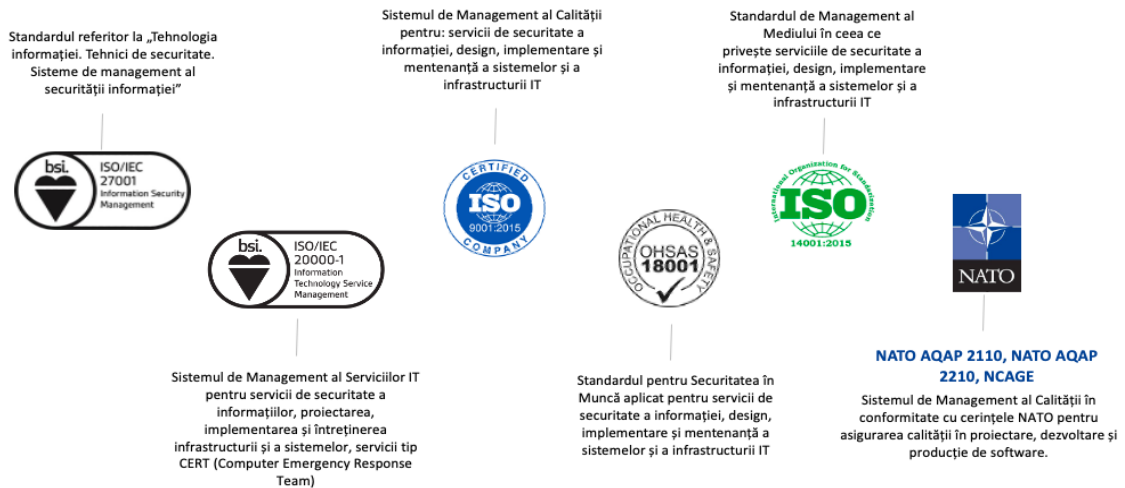 Standardul referitor la „Tehnologia
informației. Tehnici de securitate.
Sisteme de management al
securității informației”
bsi.
ISO/IEC
27001
Information Security
Management
bsi.
ISO/IEC
20000-1
Information
Technology Service
Management
Sistemul de Management al Serviciilor IT
pentru servicii de securitate a
informațiilor, proiectarea,
implementarea și întreținerea
infrastructurii și a sistemelor, servicii tip
CERT (Computer Emergency Response
Team)
Sistemul de Management al Calității
pentru: servicii de securitate a
informației, design, implementare și
mentenanță a sistemelor și a
infrastructurii IT
CERTIFIED
ISO
9001:2015
COMPANY
OCCUPATIONAL HEALTH & SAFETY
OHSAS
18001
Standardul pentru Securitatea în
Muncă aplicat pentru servicii de
securitate a informației, design,
implementare și mentenanță a
sistemelor și a infrastructurii IT
Standardul de Management al
Mediului în ceea ce
privește serviciile de securitate a
informației, design, implementare
și mentenanță a sistemelor și a
infrastructurii IT
International Organization for Standardization
ISO
14001:2015
NATO
NATO AQAP 2110, NATO AQAP
2210, NCAGE
Sistemul de Management al Calității în
conformitate cu cerințele NATO pentru
asigurarea calității în proiectare, dezvoltare și
producție de software.